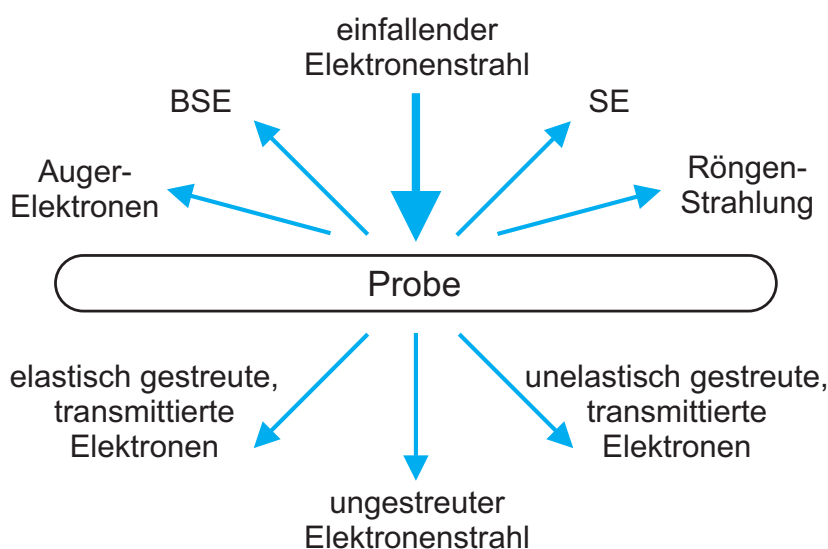 einfallender
Elektronenstrahl
BSE
SE
Auger-
Elektronen
Röngen-
Strahlung
Probe
elastisch gestreute,
transmittierte
Elektronen
unelastisch gestreute,
transmittierte
Elektronen
ungestreuter
Elektronenstrahl